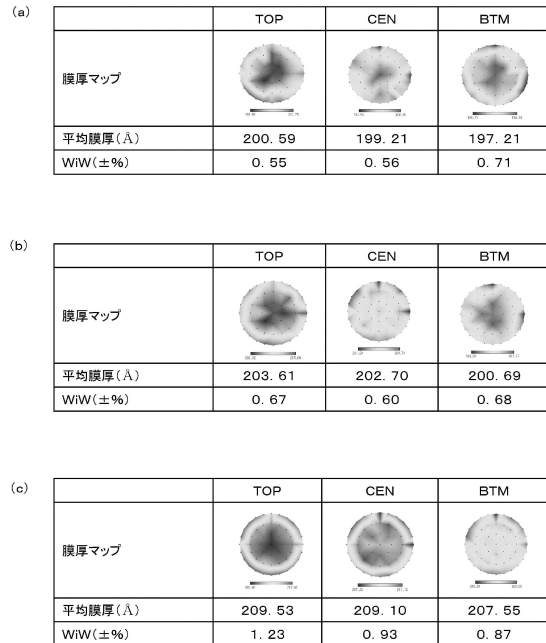 (a)
TOP CEN BTM
膜厚マップ
平均膜厚(Å) 200.59 199.21 197.21
WiW(±%) 0.55 0.56 0.71
(b)
TOP CEN BTM
膜厚マップ
平均膜厚(Å) 203.61 202.70 200.69
WiW(±%) 0.67 0.60 0.68
(c)
TOP CEN BTM
膜厚マップ
平均膜厚(Å) 209.53 209.10 207.55
WiW(±%) 1.23 0.93 0.87